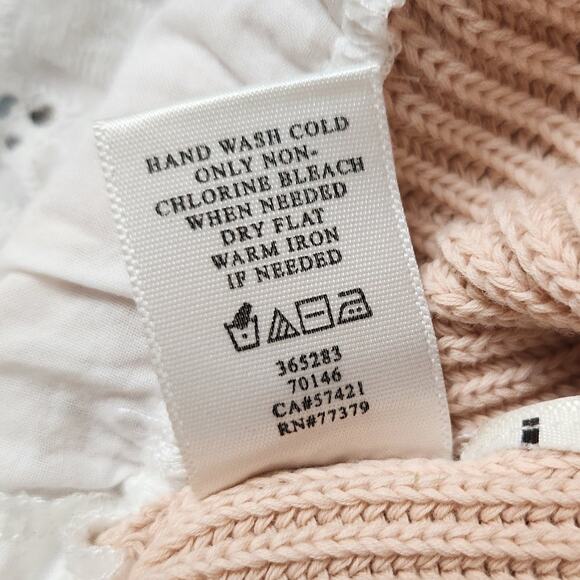 HAND WASH COLD
ONLY NON-
CHLORINE BLEACH
WHEN NEEDED
DRY FLAT
WARM IRON
IF NEEDED
365283
70146
CA#57421
RN#77379